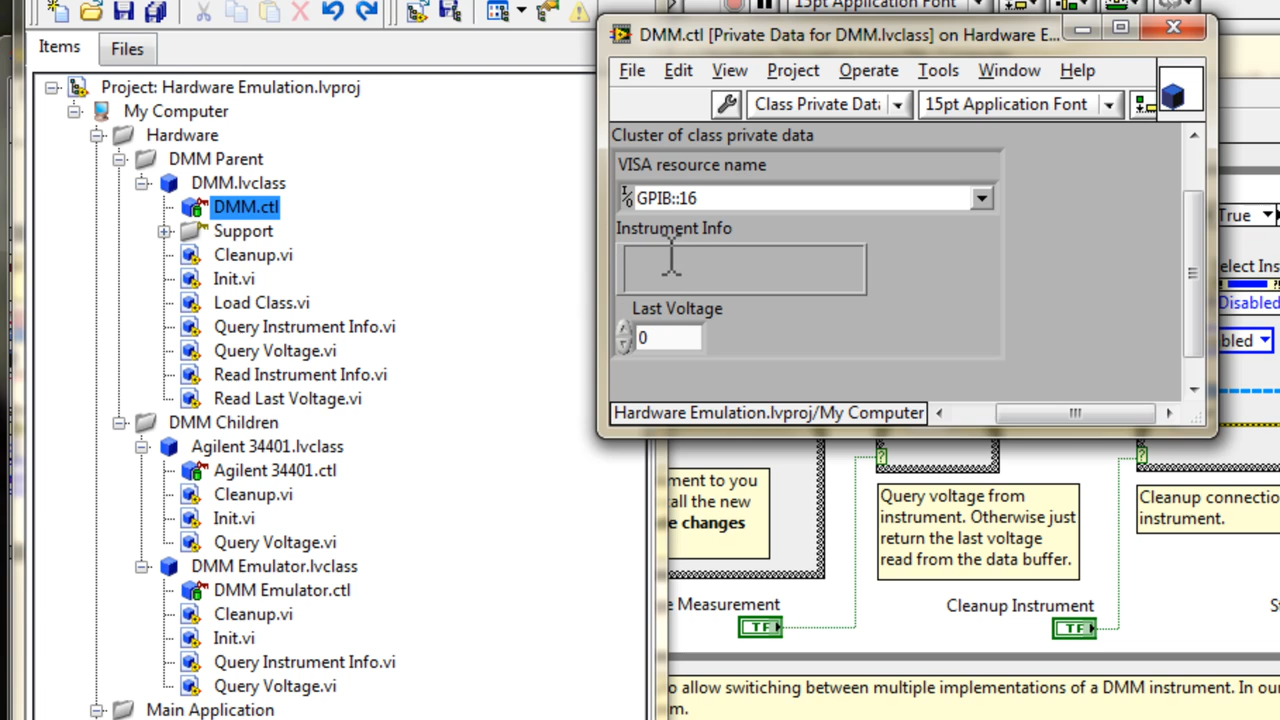 15pt Application Font
Items
Files
Project: Hardware Emulation.lvproj
My Computer
Hardware
DMM Parent
DMM.lvclass
DMM.ctl
Support
Cleanup.vi
Init.vi
Load Class.vi
Query Instrument Info.vi
Query Voltage.vi
Read Instrument Info.vi
Read Last Voltage.vi
DMM Children
Agilent 34401.lvclass
Agilent 34401.ctl
Cleanup.vi
Init.vi
Query Voltage.vi
DMM Emulator.lvclass
DMM Emulator.ctl
Cleanup.vi
Init.vi
Query Instrument Info.vi
Query Voltage.vi
Main Application
DMM.ctl [Private Data for DMM.lvclass] on Hardware E...
File Edit View Project Operate Tools Window Help
Class Private Data 15pt Application Font
Cluster of class private data
VISA resource name
I/O GPIB::16
Instrument Info
Last Voltage
0
Hardware Emulation.lvproj/My Computer
True
elect Ins
Disabled
bled
ment to you
all the new
e changes
Query voltage from
instrument. Otherwise just
return the last voltage
read from the data buffer.
Cleanup connectio
instrument.
e Measurement
TF
Cleanup Instrument
TF
St
o allow switiching between multiple implementations of a DMM instrument. In our
m.